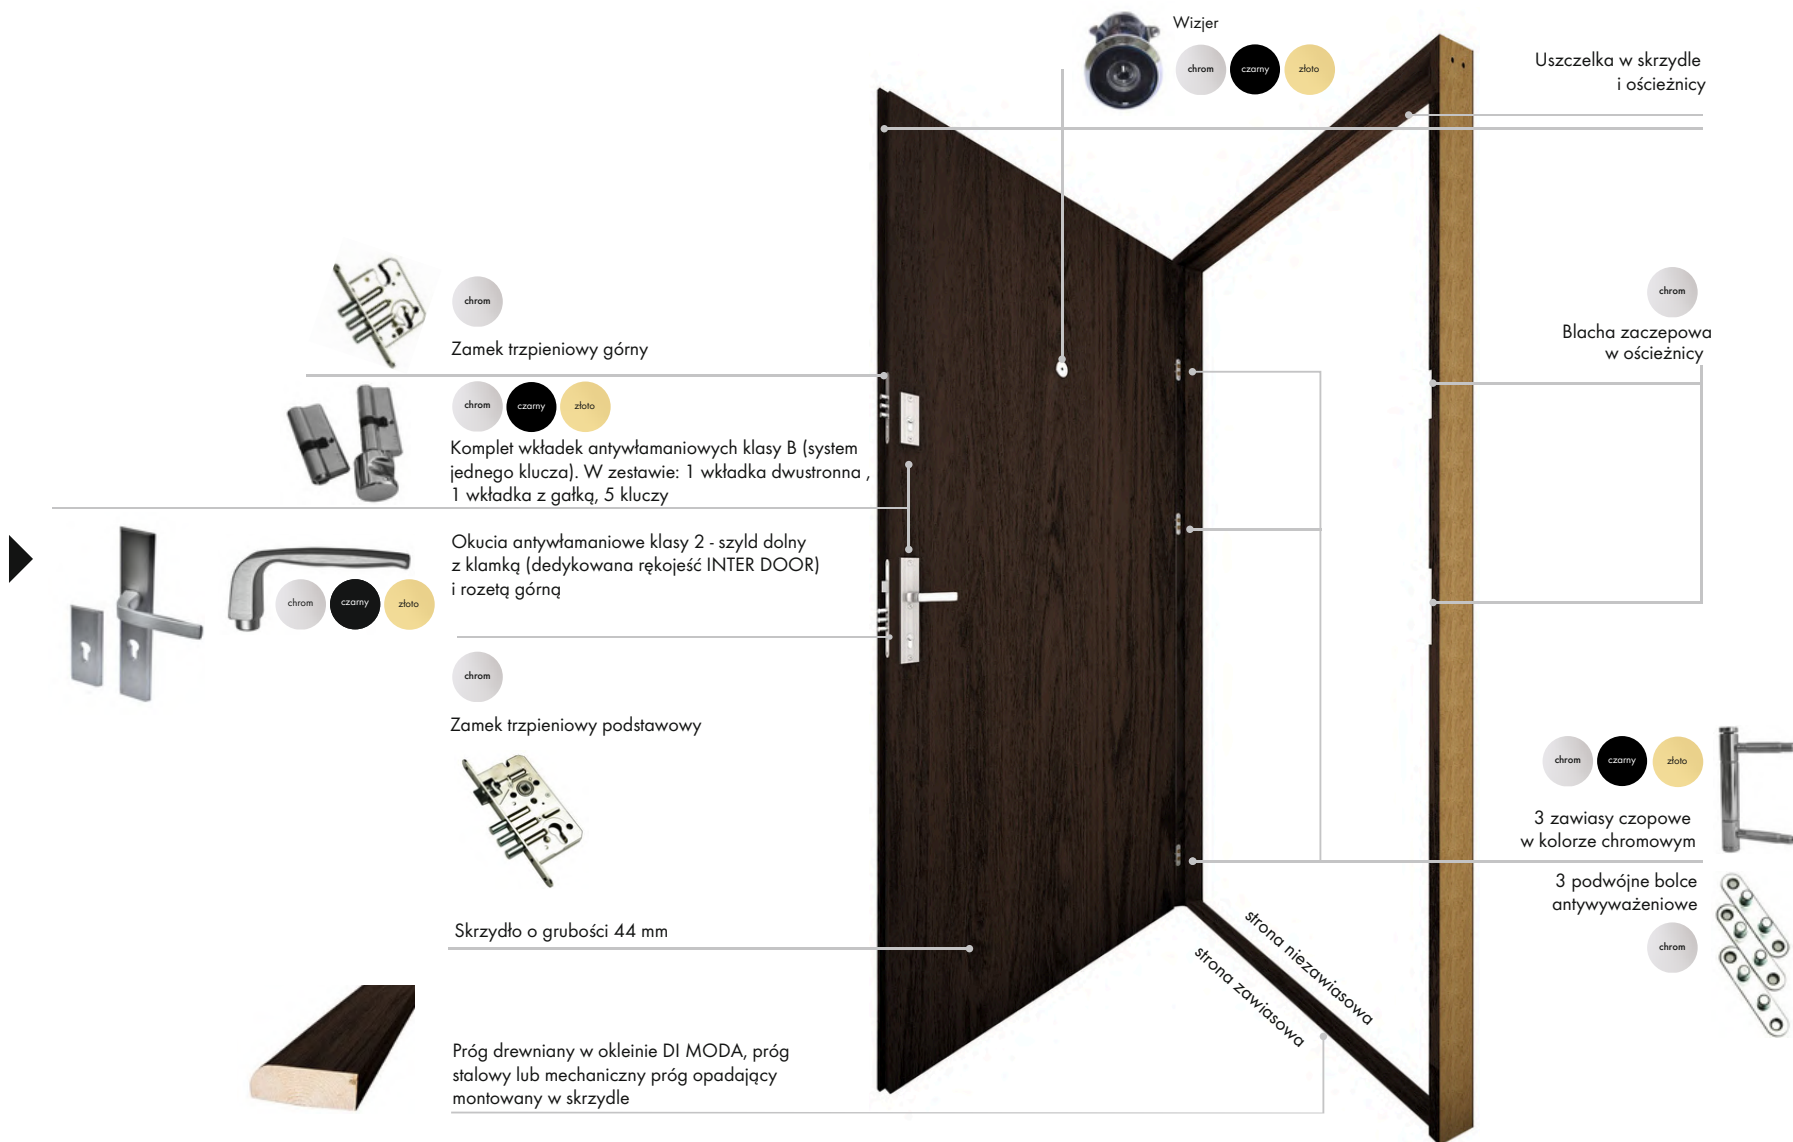 Wizjer
chrom
czarny
złoto
Uszczelka w skrzydle
i ościeżnicy
chrom
Zamek trzpieniowy górny
chrom
Blacha zaczepowa
w ościeżnicy
chrom
czarny
złoto
Komplet wkładek antywłamaniowych klasy B (system
jednego klucza). W zestawie: 1 wkładka dwustronna ,
1 wkładka z gałką, 5 kluczy
Okucia antywłamaniowe klasy 2 - szyld dolny
z klamką (dedykowana rękojeść INTER DOOR)
i rozetą górną
chrom
czarny
złoto
chrom
Zamek trzpieniowy podstawowy
chrom
czarny
złoto
3 zawiasy czopowe
w kolorze chromowym
3 podwójne bolce
antywyważeniowe
chrom
Skrzydło o grubości 44 mm
strona niezawiasowa
strona zawiasowa
Próg drewniany w okleinie DI MODA, próg
stalowy lub mechaniczny próg opadający
montowany w skrzydle